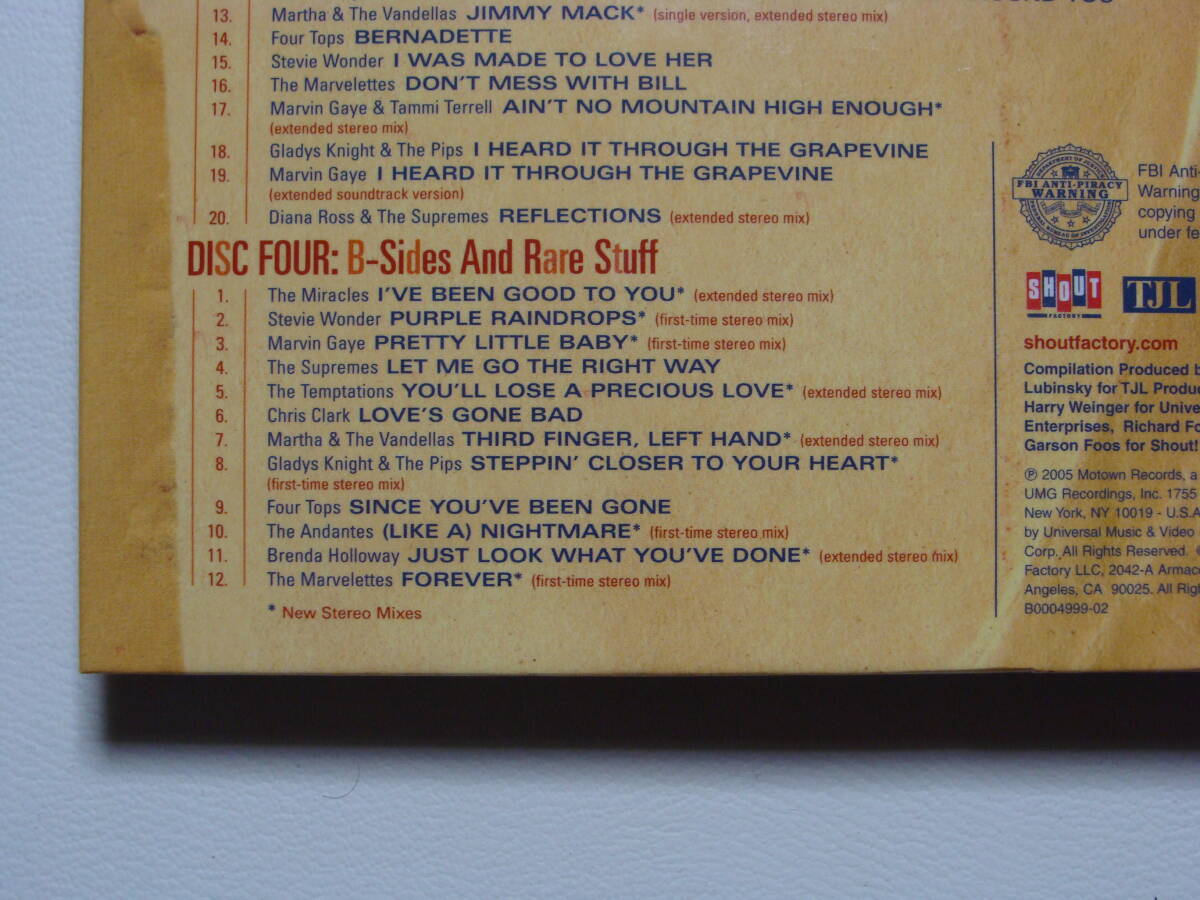 13. Martha & The Vandellas JIMMY MACK* (single version, extended stereo mix)
14. Four Tops BERNADETTE
15. Stevie Wonder I WAS MADE TO LOVE HER
16. The Marvelettes DON'T MESS WITH BILL
17. Marvin Gaye & Tammi Terrell AIN'T NO MOUNTAIN HIGH ENOUGH*
(extended stereo mix)
18. Gladys Knight & The Pips I HEARD IT THROUGH THE GRAPEVINE
19. Marvin Gaye I HEARD IT THROUGH THE GRAPEVINE
(extended soundtrack version)
20. Diana Ross & The Supremes REFLECTIONS (extended stereo mix)
DISC FOUR: B-Sides And Rare Stuff
1. The Miracles I'VE BEEN GOOD TO YOU* (extended stereo mix)
2. Stevie Wonder PURPLE RAINDROPS* (first-time stereo mix)
3. Marvin Gaye PRETTY LITTLE BABY* (first-time stereo mix)
4. The Supremes LET ME GO THE RIGHT WAY
5. The Temptations YOU'LL LOSE A PRECIOUS LOVE* (extended stereo mix)
6. Chris Clark LOVE'S GONE BAD
7. Martha & The Vandellas THIRD FINGER, LEFT HAND* (extended stereo mix)
8. Gladys Knight & The Pips STEPPIN' CLOSER TO YOUR HEART*
(first-time stereo mix)
9. Four Tops SINCE YOU'VE BEEN GONE
10. The Andantes (LIKE A) NIGHTMARE* (first-time stereo mix)
11. Brenda Holloway JUST LOOK WHAT YOU'VE DONE* (extended stereo mix)
12. The Marvelettes FOREVER* (first-time stereo mix)
* New Stereo Mixes
DEPARTMENT OF JUSTICE
FBI ANTI-PIRACY
WARNING
FEDERAL BUREAU OF INVESTIGATION
FBI Anti-
Warning
copying
under fe
SHOUT
FACTORY
TJL
shoutfactory.com
Compilation Produced b
Lubinsky for TJL Produc
Harry Weinger for Unive
Enterprises, Richard Fo
Garson Foos for Shout!
℗ 2005 Motown Records, a
UMG Recordings, Inc. 1755
New York, NY 10019 - U.S.A
by Universal Music & Video
Corp. All Rights Reserved.
Factory LLC, 2042-A Armac
Angeles, CA 90025. All Rig
B0004999-02